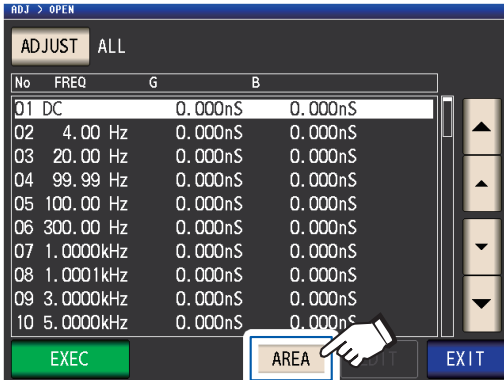 ADJ > OPEN
ADJUST ALL
No FREQ G B
01 DC 0.000nS 0.000nS
02 4.00 Hz 0.000nS 0.000nS
03 20.00 Hz 0.000nS 0.000nS
04 99.99 Hz 0.000nS 0.000nS
05 100.00 Hz 0.000nS 0.000nS
06 300.00 Hz 0.000nS 0.000nS
07 1.0000kHz 0.000nS 0.000nS
08 1.0001kHz 0.000nS 0.000nS
09 3.0000kHz 0.000nS 0.000nS
10 5.0000kHz 0.000nS 0.000nS
EXEC AREA EXIT